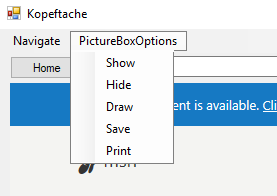 Kopeftache
Navigate PictureBoxOptions
Home
Show
Hide
Draw
ent is available. Cli
Save
Print